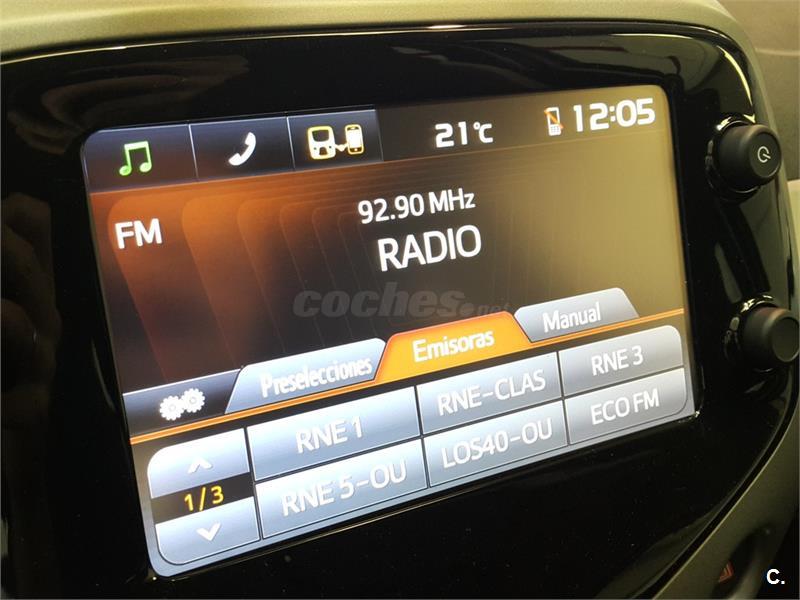 21°c
12:05
FM
92.90 MHz
RADIO
coches.net
Preselecciones
Emisoras
Manual
1/3
RNE 1
RNE-CLAS
RNE 3
RNE 5-OU
LOS40-OU
ECO FM
C.